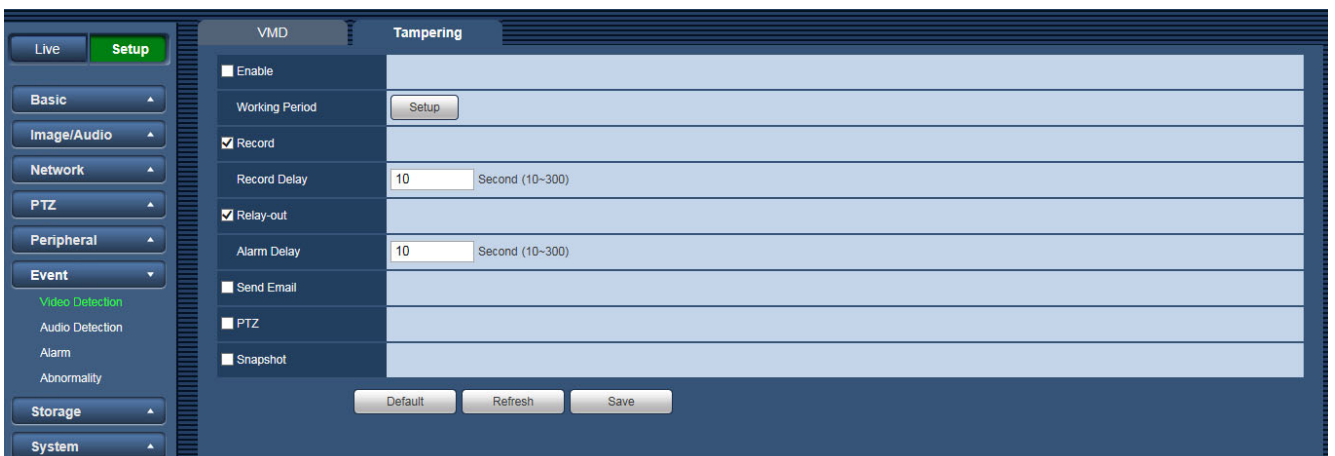 Live Setup
Basic
Image/Audio
Network
PTZ
Peripheral
Event
Video Detection
Audio Detection
Alarm
Abnormality
Storage
System
VMD Tampering
Enable
Working Period Setup
Record
Record Delay 10 Second (10~300)
Relay-out
Alarm Delay 10 Second (10~300)
Send Email
PTZ
Snapshot
Default Refresh Save